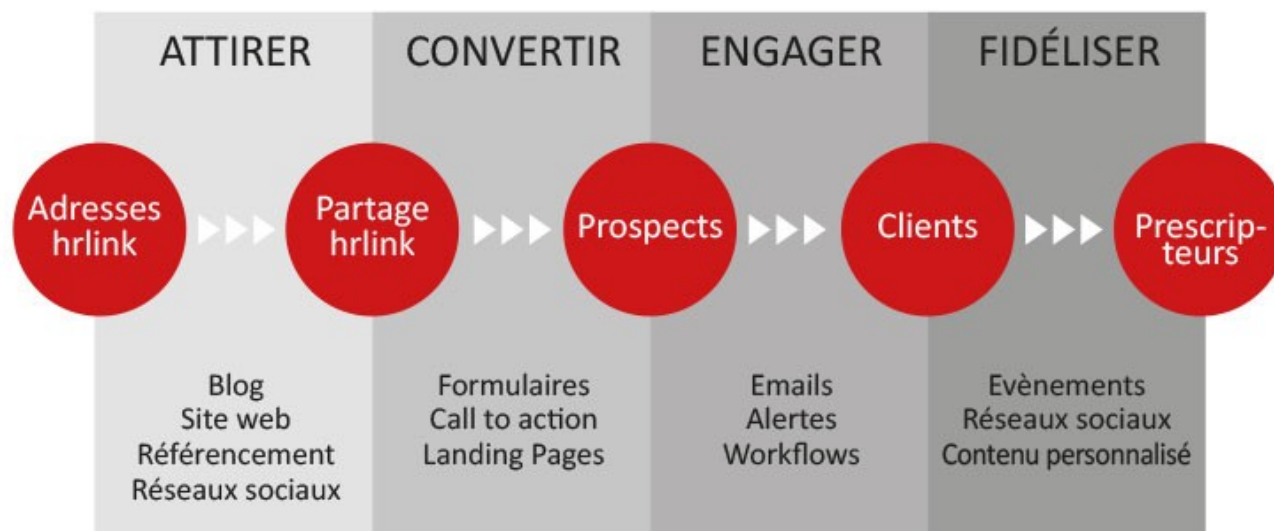 ATTIRER
CONVERTIR
ENGAGER
FIDÉLISER
Adresses
hrlink
Partage
hrlink
Prospects
Clients
Prescrip-
teurs
Blog
Site web
Référencement
Réseaux sociaux
Formulaires
Call to action
Landing Pages
Emails
Alertes
Workflows
Evènements
Réseaux sociaux
Contenu personnalisé